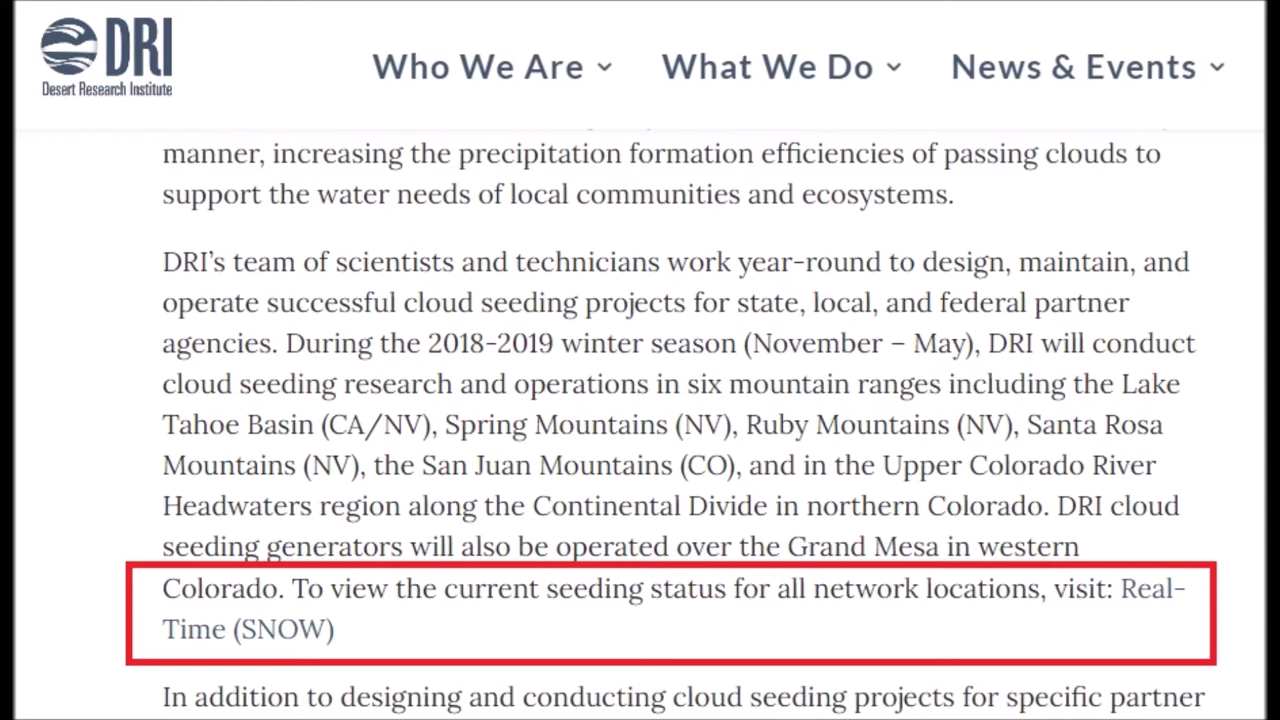 DRI
Desert Research Institute
Who We Are
What We Do
News & Events
manner, increasing the precipitation formation efficiencies of passing clouds to
support the water needs of local communities and ecosystems.
DRI’s team of scientists and technicians work year-round to design, maintain, and
operate successful cloud seeding projects for state, local, and federal partner
agencies. During the 2018-2019 winter season (November – May), DRI will conduct
cloud seeding research and operations in six mountain ranges including the Lake
Tahoe Basin (CA/NV), Spring Mountains (NV), Ruby Mountains (NV), Santa Rosa
Mountains (NV), the San Juan Mountains (CO), and in the Upper Colorado River
Headwaters region along the Continental Divide in northern Colorado. DRI cloud
seeding generators will also be operated over the Grand Mesa in western
Colorado. To view the current seeding status for all network locations, visit: Real-
Time (SNOW)
In addition to designing and conducting cloud seeding projects for specific partner